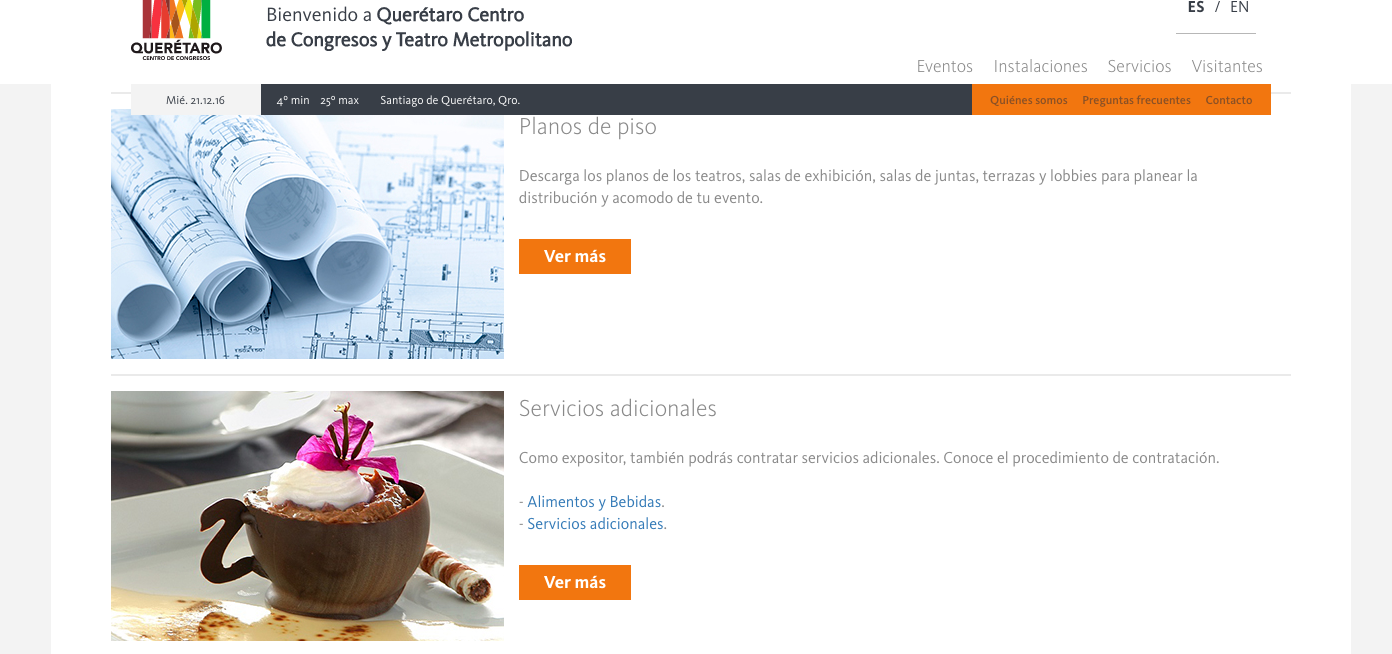 ES / EN
Bienvenido a Querétaro Centro
de Congresos y Teatro Metropolitano
QUERÉTARO
CENTRO DE CONGRESOS
Eventos Instalaciones Servicios Visitantes
Mié. 21.12.16 4º min 25º max Santiago de Querétaro, Qro. Quiénes somos Preguntas frecuentes Contacto
Planos de piso
Descarga los planos de los teatros, salas de exhibición, salas de juntas, terrazas y lobbies para planear la
distribución y acomodo de tu evento.
Ver más
Servicios adicionales
Como expositor, también podrás contratar servicios adicionales. Conoce el procedimiento de contratación.
- Alimentos y Bebidas.
- Servicios adicionales.
Ver más